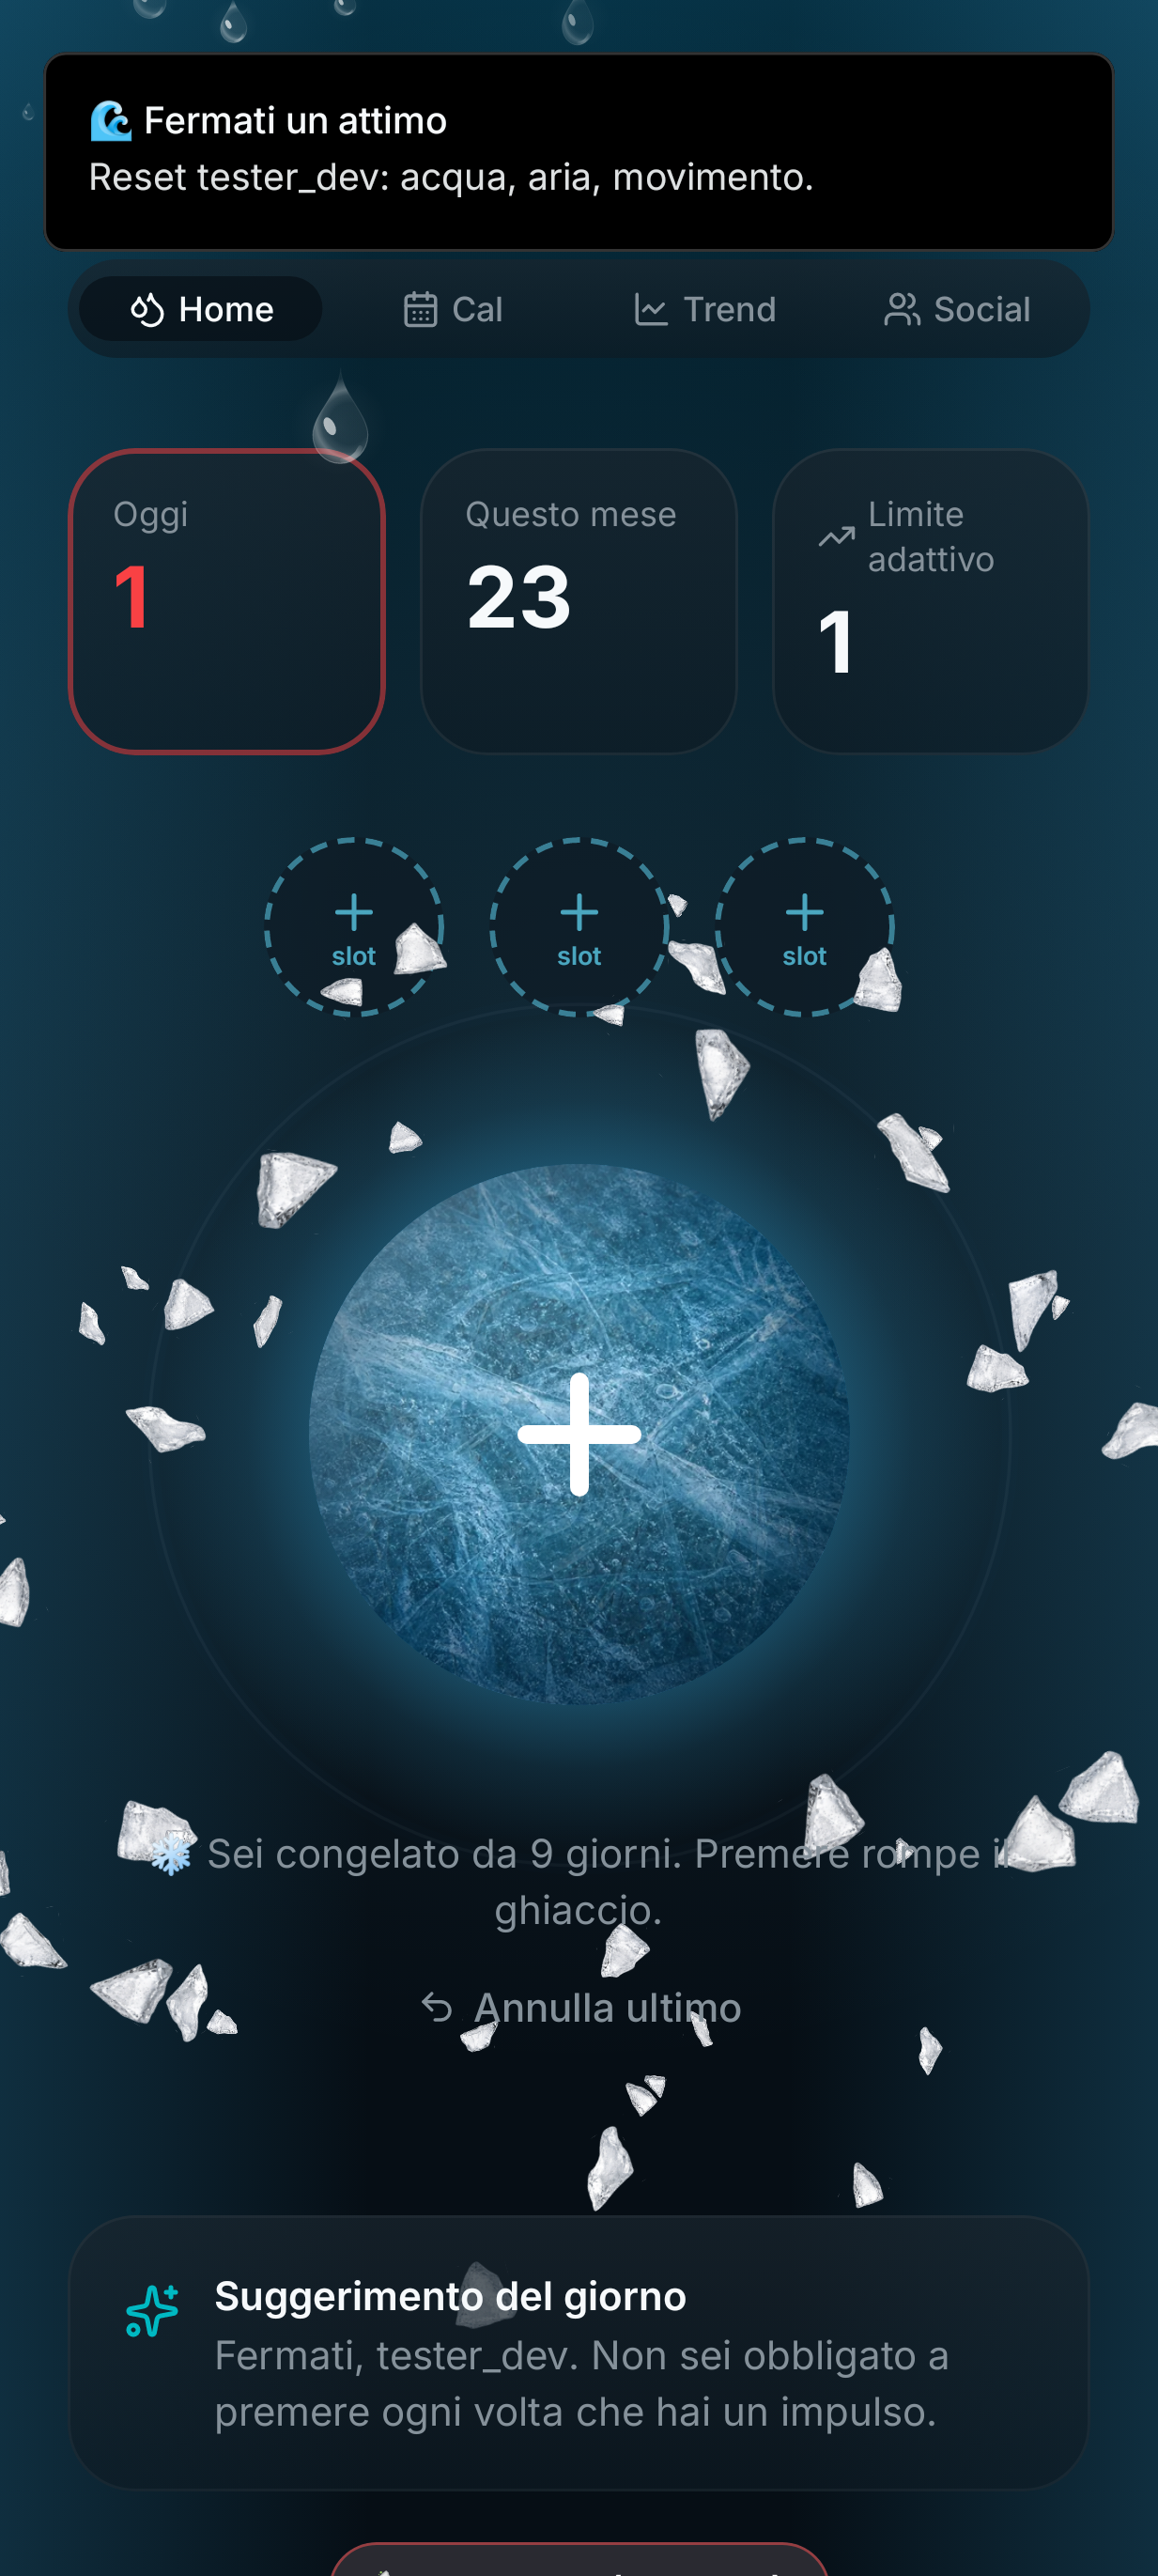 🌊 Fermati un attimo
Reset tester_dev: acqua, aria, movimento.
Home
Cal
Trend
Social
Oggi
1
Questo mese
23
Limite
adattivo
1
slot
slot
slot
❄️ Sei congelato da 9 giorni. Premere rompe il
ghiaccio.
Annulla ultimo
Suggerimento del giorno
Fermati, tester_dev. Non sei obbligato a
premere ogni volta che hai un impulso.